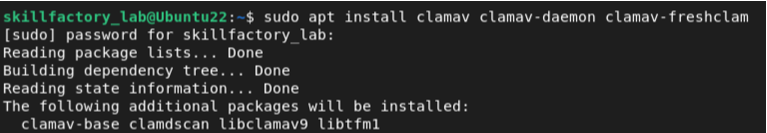 skillfactory_lab@Ubuntu22:~$ sudo apt install clamav clamav-daemon clamav-freshclam
[sudo] password for skillfactory_lab:
Reading package lists... Done
Building dependency tree... Done
Reading state information... Done
The following additional packages will be installed:
  clamav-base clamdscan libclamav9 libtfm1